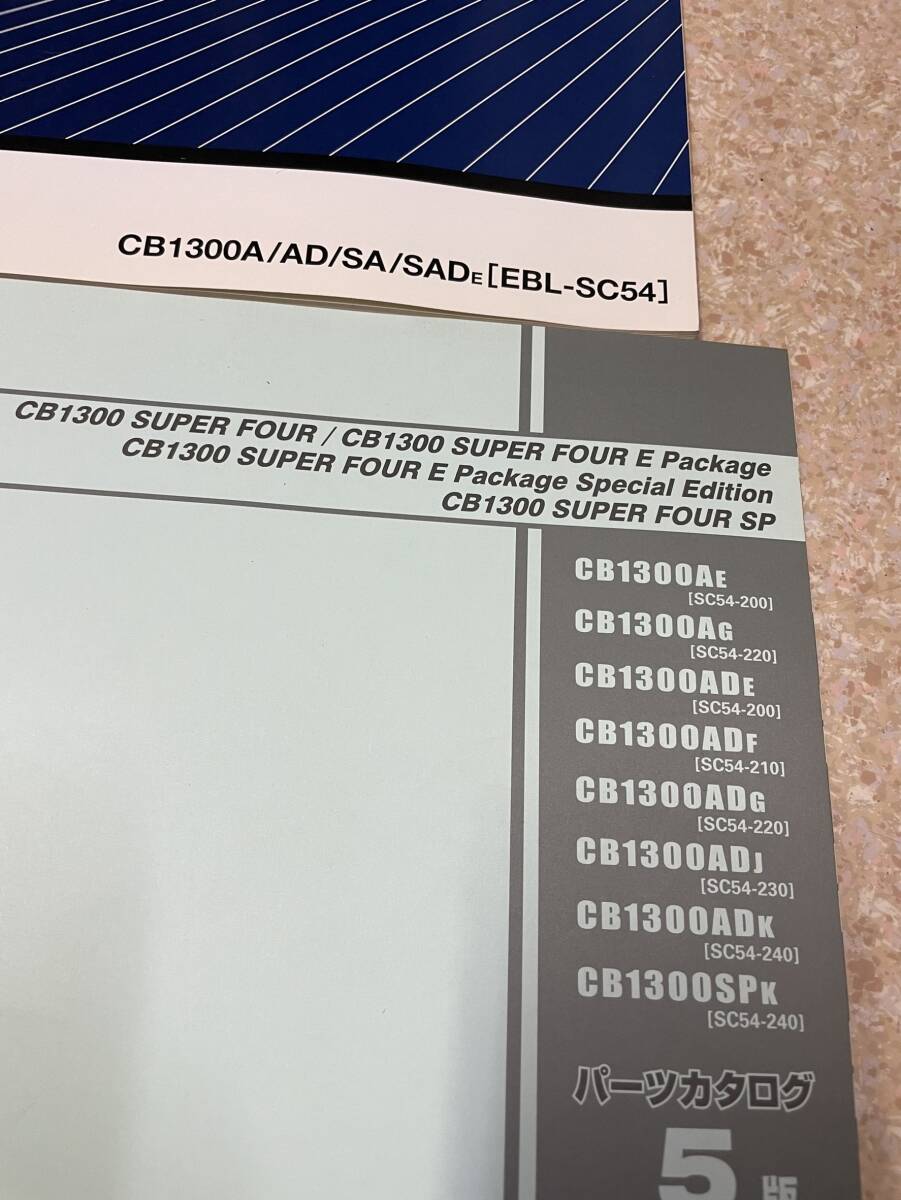 CB1300A/AD/SA/SADE[EBL-SC54]
CB1300 SUPER FOUR / CB1300 SUPER FOUR E Package
CB1300 SUPER FOUR E Package Special Edition
CB1300 SUPER FOUR SP
CB1300AE
[SC54-200]
CB1300AG
[SC54-220]
CB1300ADE
[SC54-200]
CB1300ADF
[SC54-210]
CB1300ADG
[SC54-220]
CB1300ADJ
[SC54-230]
CB1300ADK
[SC54-240]
CB1300SPK
[SC54-240]
パーツカタログ
5版